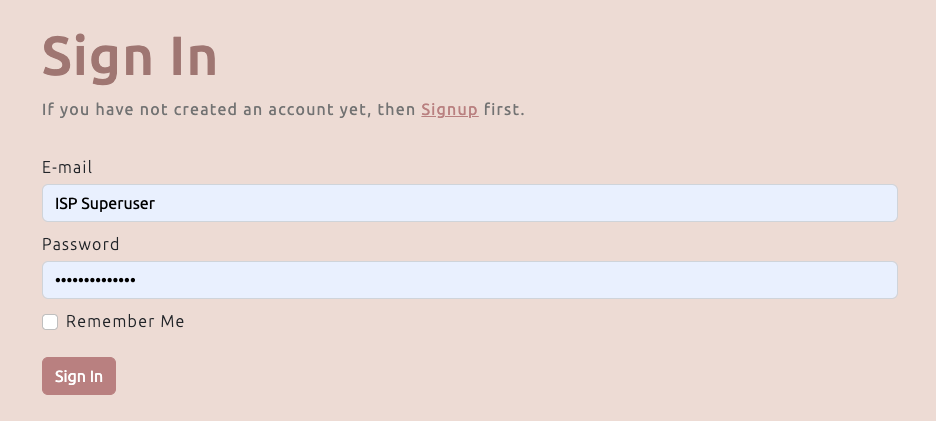 Sign In
If you have not created an account yet, then Signup first.
E-mail
ISP Superuser
Password
••••••••••••••
Remember Me
Sign In